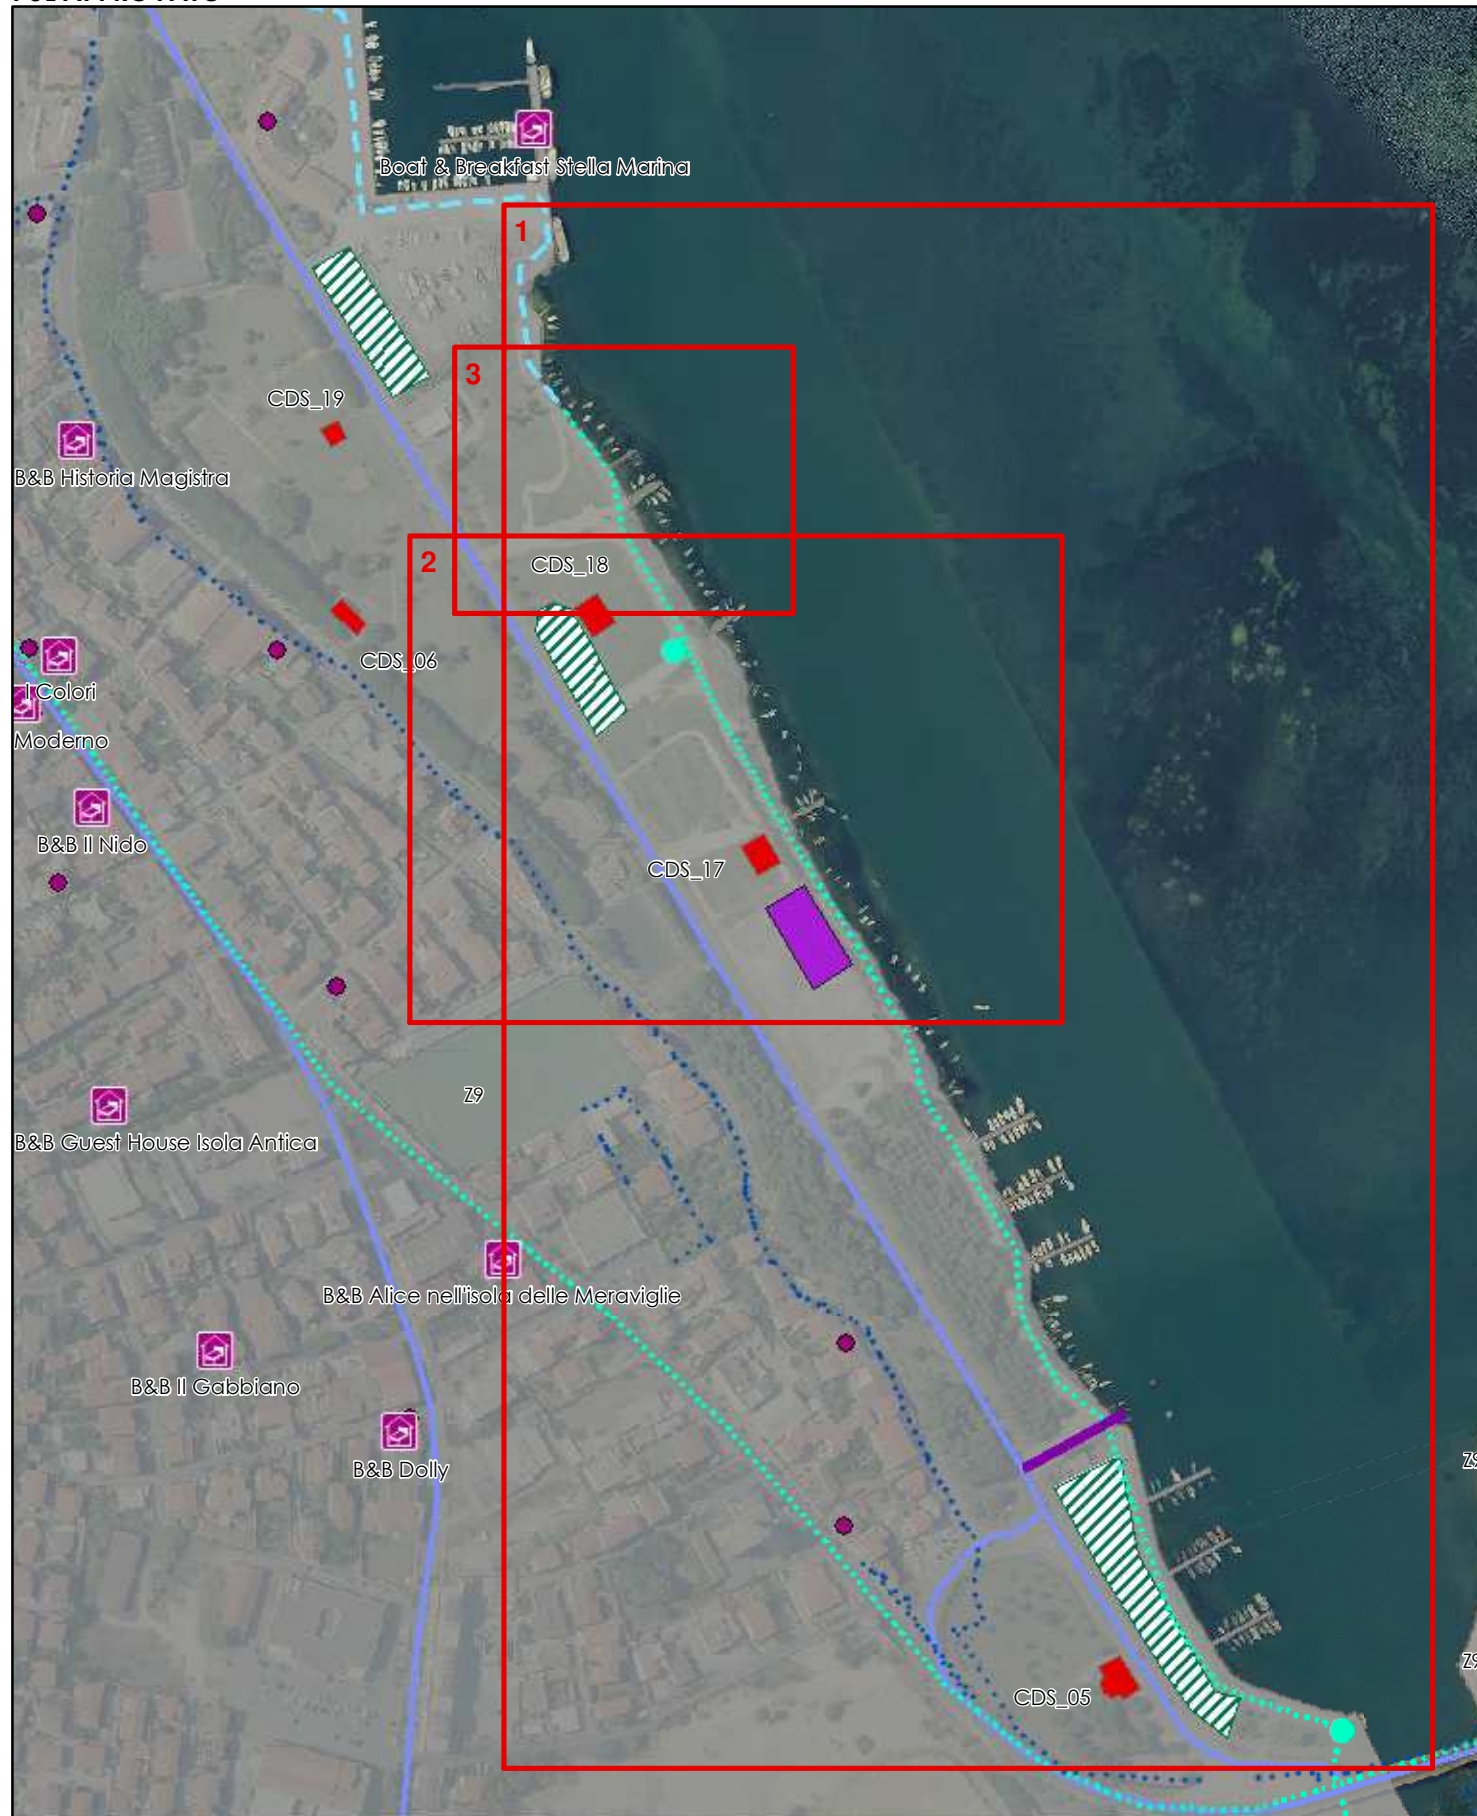 Boat & Breakfast Stella Marina
1
3
CDS_19
B&B Historia Magistra
2
CDS_18
CDS_06
I Colori
Moderno
B&B Il Nido
CDS_17
Z9
B&B Guest House Isola Antica
B&B Alice nell'isola delle Meraviglie
B&B Il Gabbiano
B&B Dolly
CDS_05